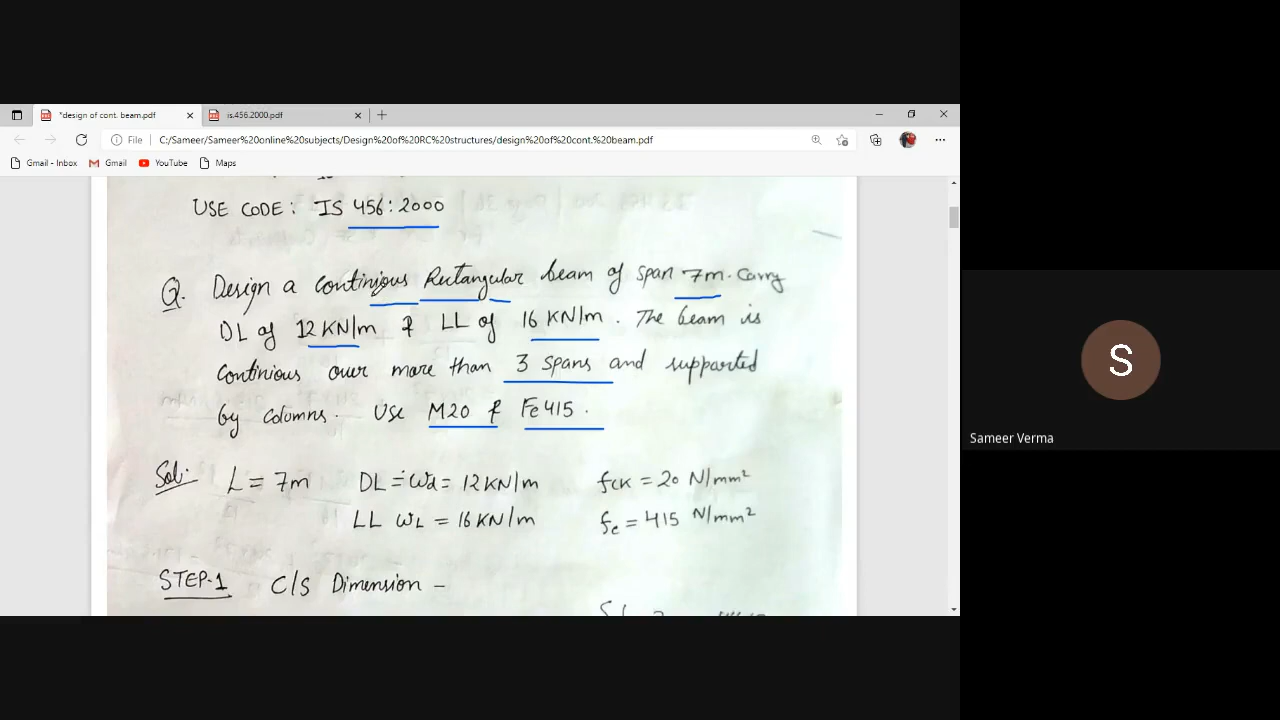 *design of cont. beam.pdf
is.456.2000.pdf
File
C:/Sameer/Sameer%20online%20subjects/Design%20of%20RC%20structures/design%20of%20cont.%20beam.pdf
Gmail - Inbox
Gmail
YouTube
Maps
USE CODE: IS 456:2000
Q. Design a continious Rectangular beam of span 7m. Carry
DL of 12 KN/m & LL of 16 KN/m. The beam is
continious over more than 3 spans and supported
by columns. Use M20 & Fe 415.
Sol:- L = 7m DL = Wd = 12 KN/m fck = 20 N/mm²
LL WL = 16 KN/m fc = 415 N/mm²
STEP-1 C/S Dimension –
S
Sameer Verma